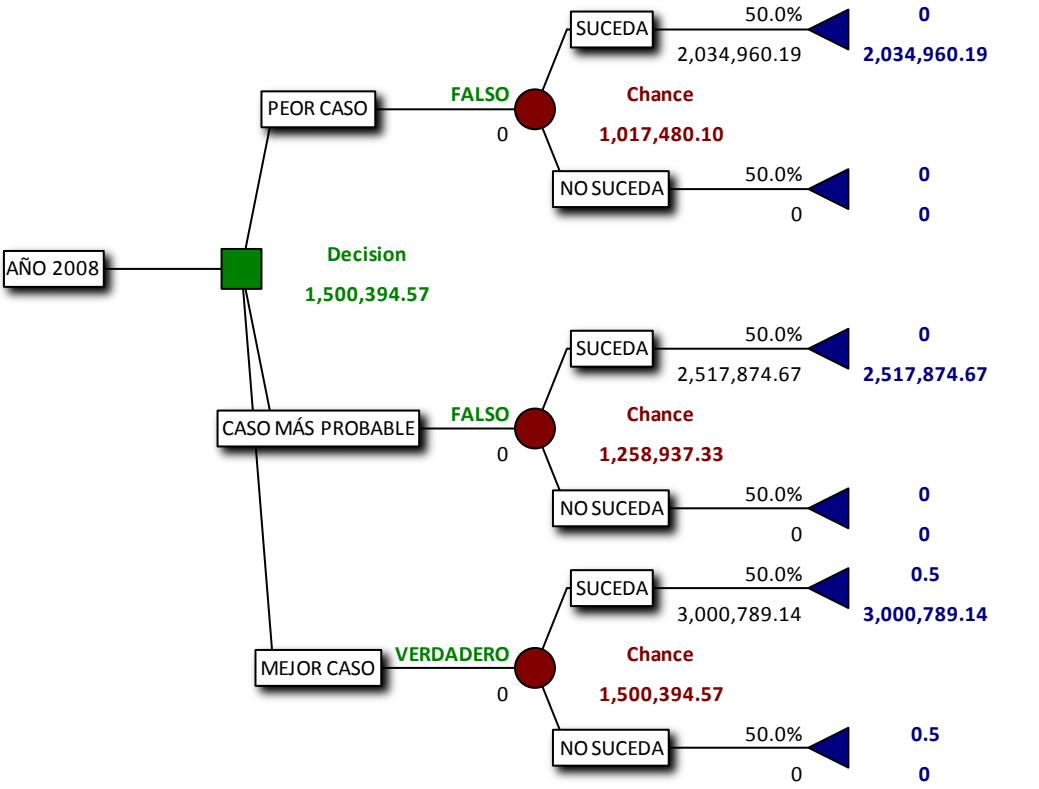 50.0%
0
SUCEDA
2,034,960.19
2,034,960.19
FALSO
Chance
PEOR CASO
0
1,017,480.10
50.0%
0
NO SUCEDA
0
0
Decision
AÑO 2008
1,500,394.57
50.0%
0
SUCEDA
2,517,874.67
2,517,874.67
FALSO
Chance
CASO MÁS PROBABLE
0
1,258,937.33
50.0%
0
NO SUCEDA
0
0
50.0%
0.5
SUCEDA
3,000,789.14
3,000,789.14
VERDADERO
Chance
MEJOR CASO
0
1,500,394.57
50.0%
0.5
NO SUCEDA
0
0